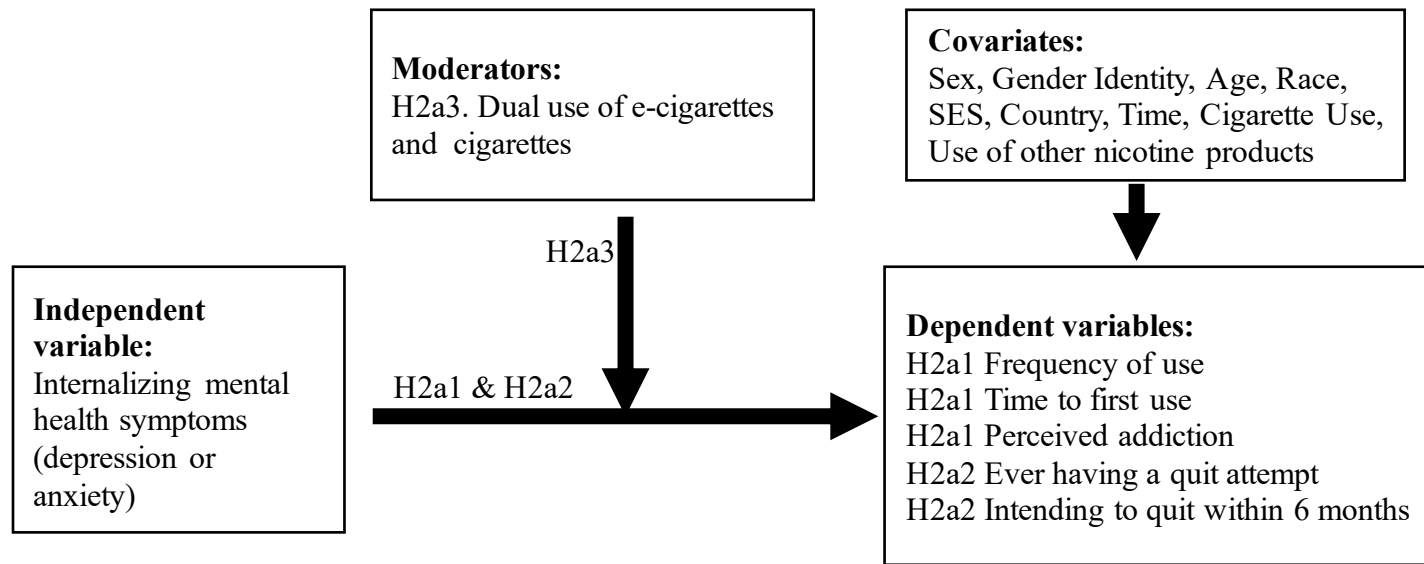 Moderators:
H2a3. Dual use of e-cigarettes
and cigarettes
Covariates:
Sex, Gender Identity, Age, Race,
SES, Country, Time, Cigarette Use,
Use of other nicotine products
H2a3
Independent
variable:
Internalizing mental
health symptoms
(depression or
anxiety)
H2a1 & H2a2
Dependent variables:
H2a1 Frequency of use
H2a1 Time to first use
H2a1 Perceived addiction
H2a2 Ever having a quit attempt
H2a2 Intending to quit within 6 months